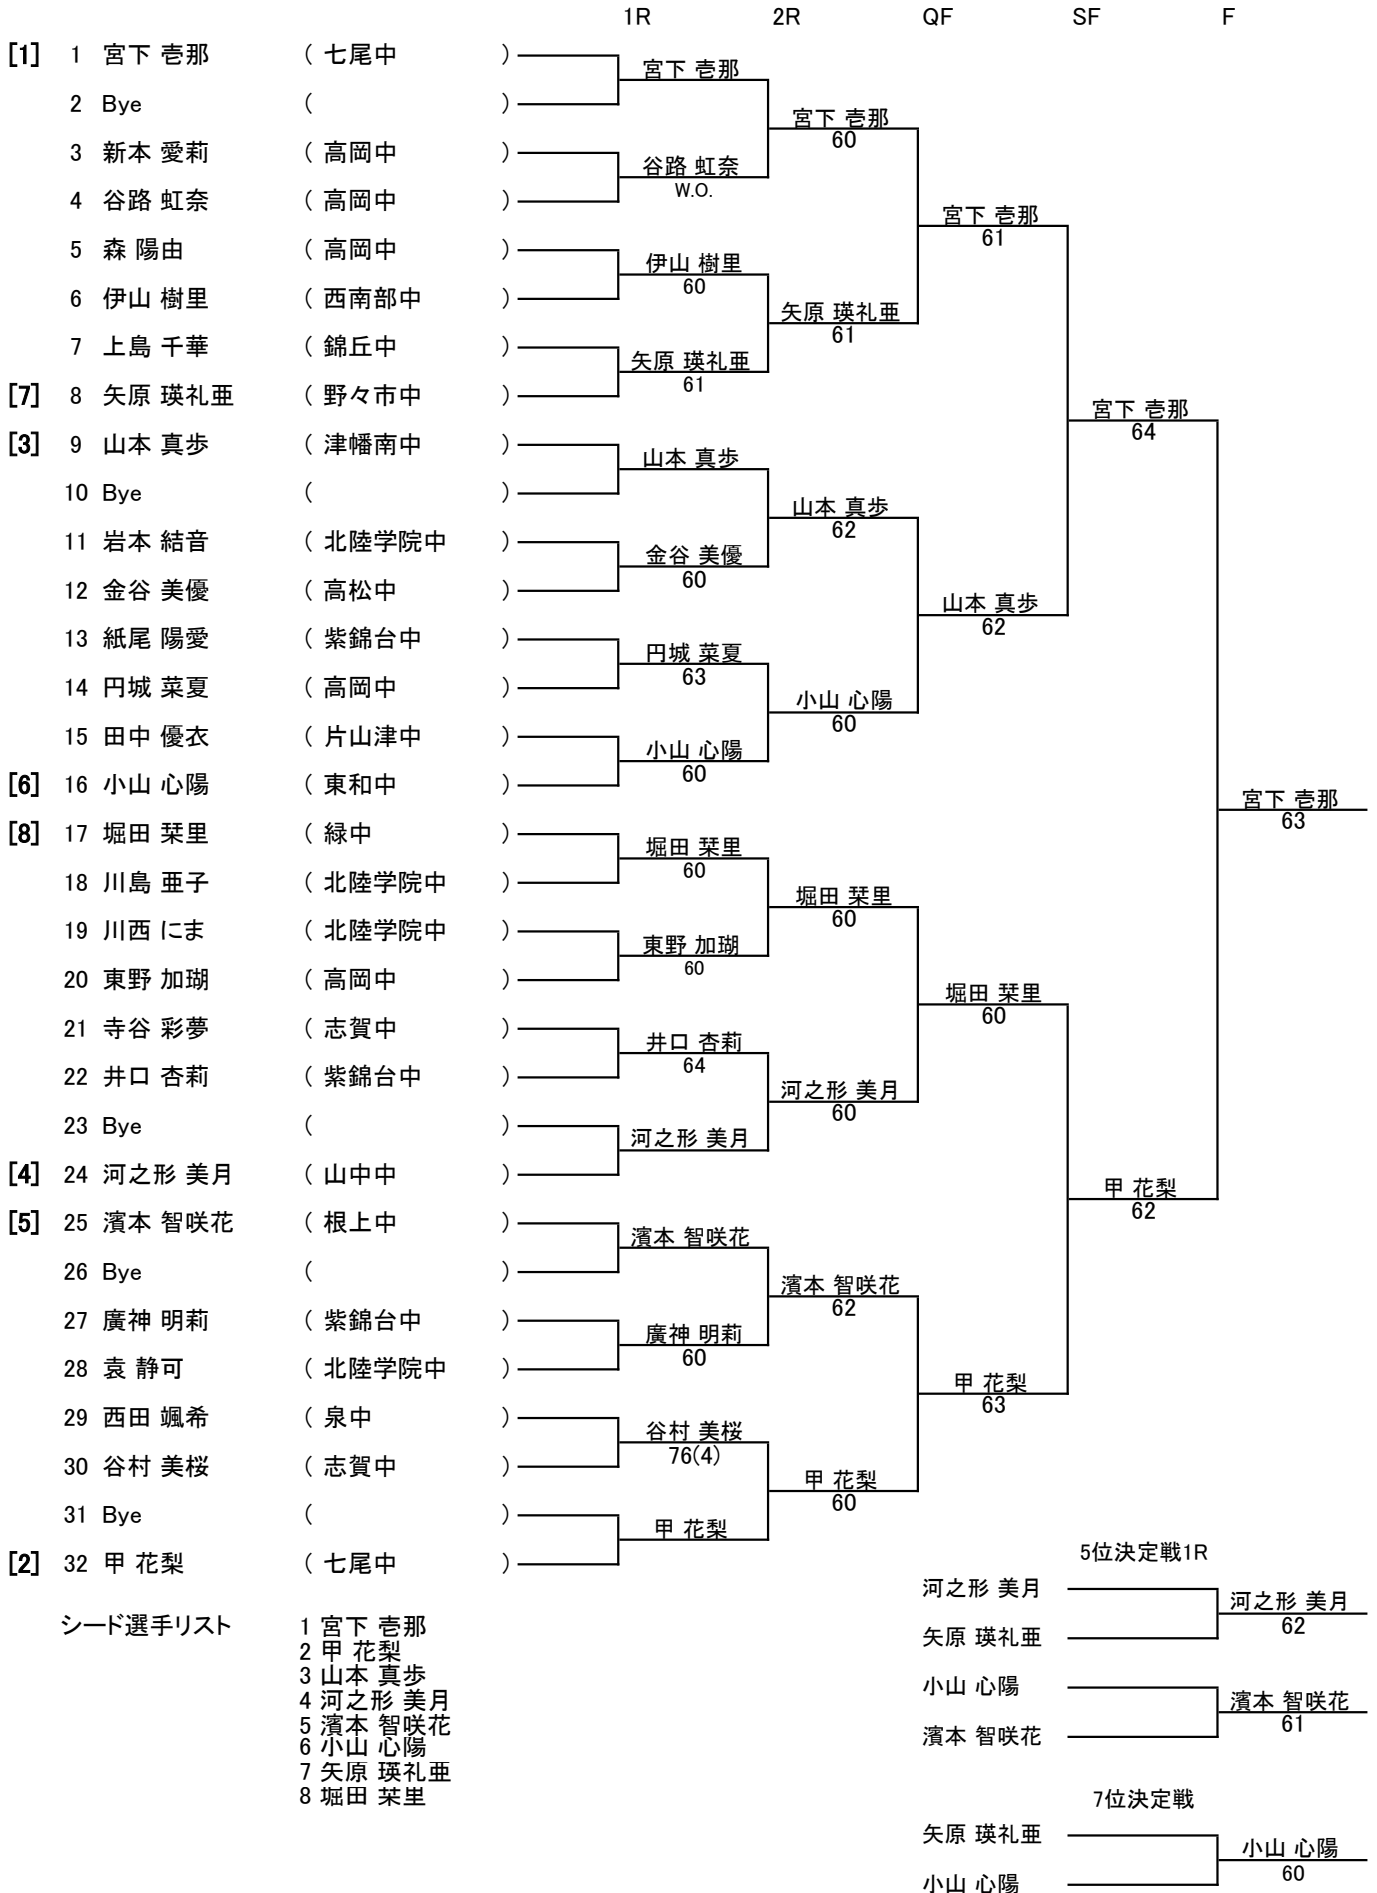 1R 2R QF SF F
[1] 1 宮下 壱那 ( 七尾中 )
宮下 壱那
2 Bye ( )
宮下 壱那
60
3 新本 愛莉 ( 高岡中 )
谷路 虹奈
W.O.
4 谷路 虹奈 ( 高岡中 )
宮下 壱那
61
5 森 陽由 ( 高岡中 )
伊山 樹里
60
6 伊山 樹里 ( 西南部中 )
矢原 瑛礼亜
61
7 上島 千華 ( 錦丘中 )
矢原 瑛礼亜
61
[7] 8 矢原 瑛礼亜 ( 野々市中 )
宮下 壱那
64
[3] 9 山本 真歩 ( 津幡南中 )
山本 真歩
10 Bye ( )
山本 真歩
62
11 岩本 結音 ( 北陸学院中 )
金谷 美優
60
12 金谷 美優 ( 高松中 )
山本 真歩
62
13 紙尾 陽愛 ( 紫錦台中 )
円城 菜夏
63
14 円城 菜夏 ( 高岡中 )
小山 心陽
60
15 田中 優衣 ( 片山津中 )
小山 心陽
60
[6] 16 小山 心陽 ( 東和中 )
宮下 壱那
63
[8] 17 堀田 栞里 ( 緑中 )
堀田 栞里
60
18 川島 亜子 ( 北陸学院中 )
堀田 栞里
60
19 川西 にま ( 北陸学院中 )
東野 加瑚
60
20 東野 加瑚 ( 高岡中 )
堀田 栞里
60
21 寺谷 彩夢 ( 志賀中 )
井口 杏莉
64
22 井口 杏莉 ( 紫錦台中 )
河之形 美月
60
23 Bye ( )
河之形 美月
[4] 24 河之形 美月 ( 山中中 )
甲 花梨
62
[5] 25 濱本 智咲花 ( 根上中 )
濱本 智咲花
26 Bye ( )
濱本 智咲花
62
27 廣神 明莉 ( 紫錦台中 )
廣神 明莉
60
28 袁 静可 ( 北陸学院中 )
甲 花梨
63
29 西田 颯希 ( 泉中 )
谷村 美桜
76(4)
30 谷村 美桜 ( 志賀中 )
甲 花梨
60
31 Bye ( )
甲 花梨
[2] 32 甲 花梨 ( 七尾中 )
シード選手リスト
1 宮下 壱那
2 甲 花梨
3 山本 真歩
4 河之形 美月
5 濱本 智咲花
6 小山 心陽
7 矢原 瑛礼亜
8 堀田 栞里
5位決定戦1R
河之形 美月
河之形 美月
62
矢原 瑛礼亜
小山 心陽
濱本 智咲花
61
濱本 智咲花
7位決定戦
矢原 瑛礼亜
小山 心陽
60
小山 心陽